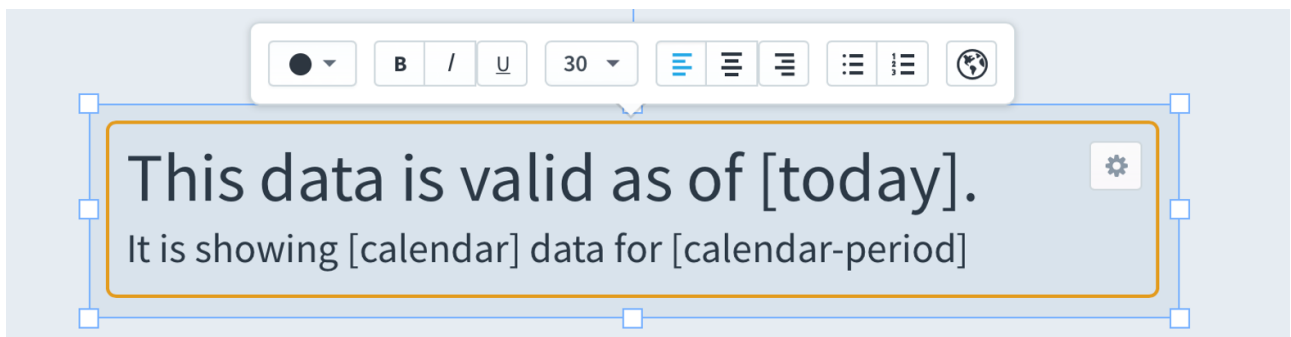 B I U 30
This data is valid as of [today].
It is showing [calendar] data for [calendar-period]